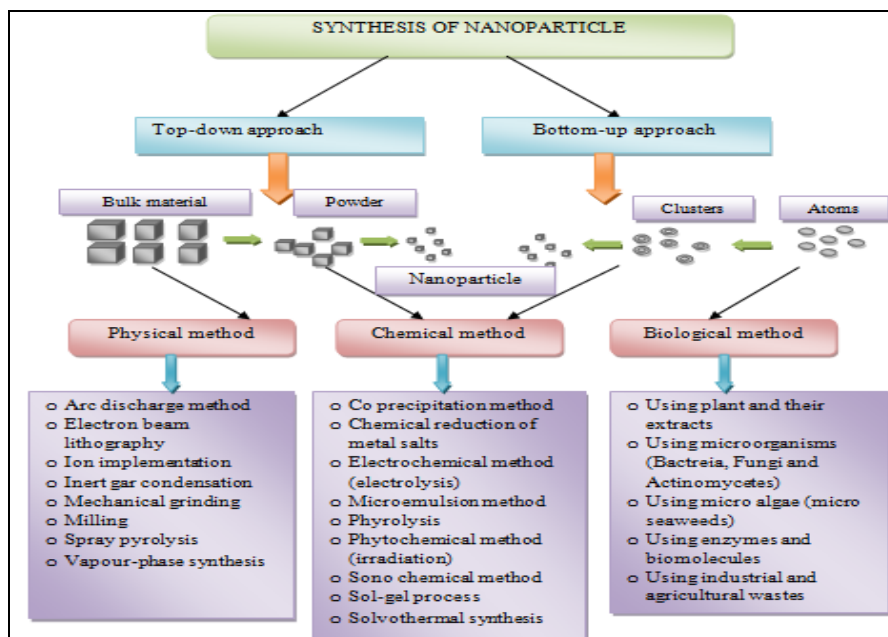 SYNTHESIS OF NANOPARTICLE
Top-down approach
Bottom-up approach
Bulk material
Powder
Clusters
Atoms
Nanoparticle
Physical method
Chemical method
Biological method
o Arc discharge method
o Electron beam
lithography
o Ion implementation
o Inert gar condensation
o Mechanical grinding
o Milling
o Spray pyrolysis
o Vapour-phase synthesis
o Co precipitation method
o Chemical reduction of
metal salts
o Electrochemical method
(electrolysis)
o Microemulsion method
o Phyrolysis
o Phytochemical method
(irradiation)
o Sono chemical method
o Sol-gel process
o Solvothermal synthesis
o Using plant and their
extracts
o Using microorganisms
(Bactreia, Fungi and
Actinomycetes)
o Using micro algae (micro
seaweeds)
o Using enzymes and
biomolecules
o Using industrial and
agricultural wastes